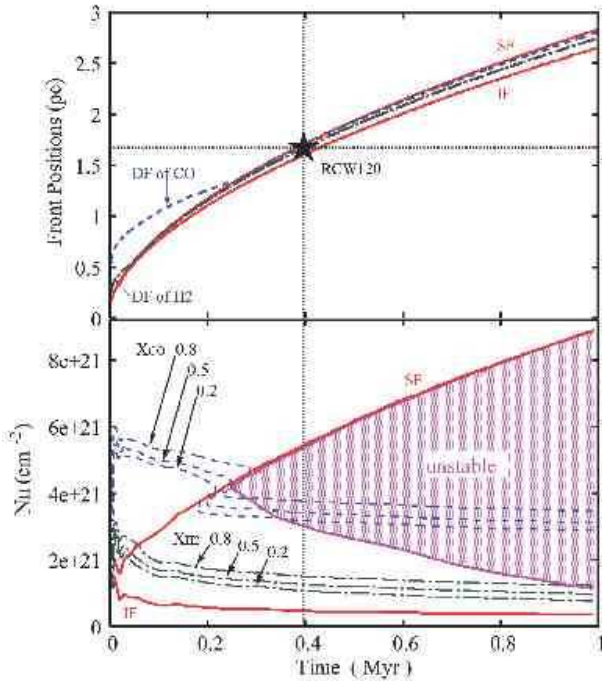 3
2.5
2
1.5
1
0.5
0
Front Positions (pc)
SF
IF
DF of CO
RCW120
DF of H2
8e+21
6e+21
4e+21
2e+21
0
Nu (cm⁻²)
Xco 0.8
0.5
0.2
SF
unstable
0.8
0.5
0.2
IF
0 0.2 0.4 0.6 0.8 1
Time ( Myr )